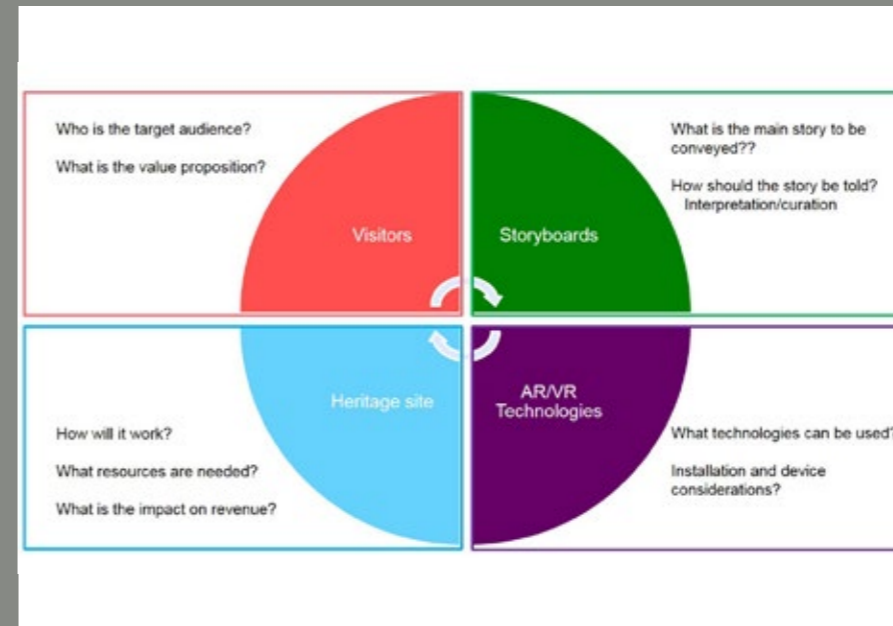 Who is the target audience?
What is the value proposition?
Visitors
Storyboards
What is the main story to be
conveyed??
How should the story be told?
Interpretation/curation
Heritage site
How will it work?
What resources are needed?
What is the impact on revenue?
AR/VR
Technologies
What technologies can be used?
Installation and device
considerations?